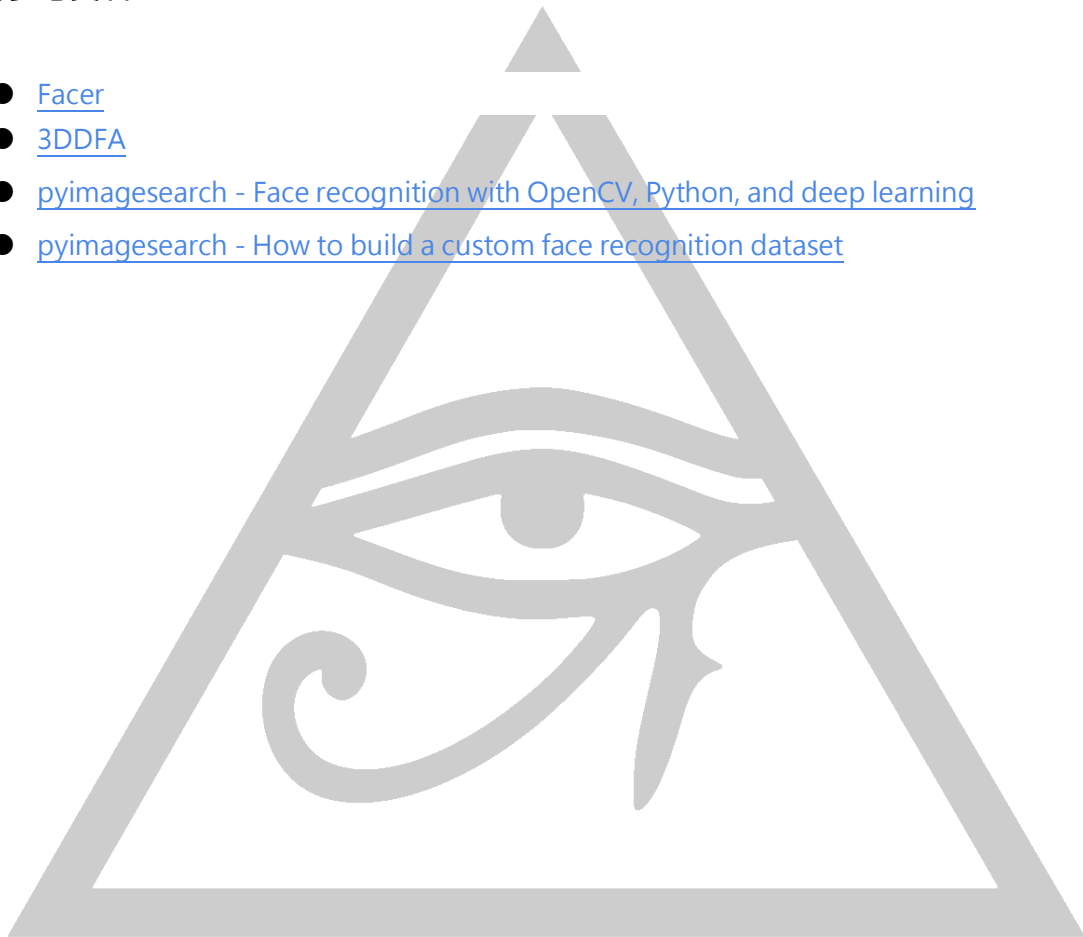 Facer
3DDFA
pyimagesearch - Face recognition with OpenCV, Python, and deep learning
pyimagesearch - How to build a custom face recognition dataset